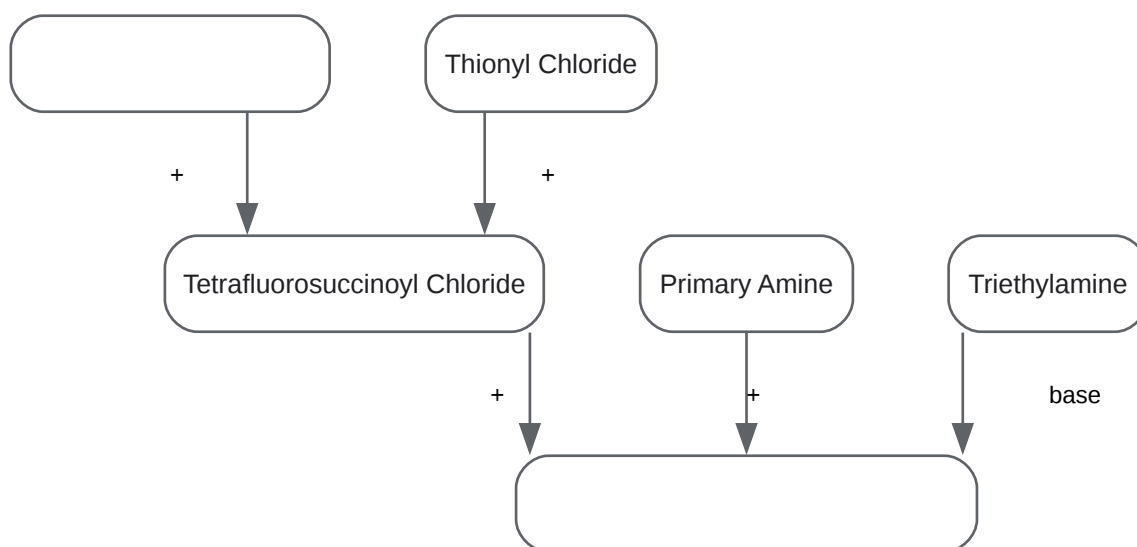 Thionyl Chloride
+ +
Tetrafluorosuccinoyl Chloride
Primary Amine
Triethylamine
+ + base